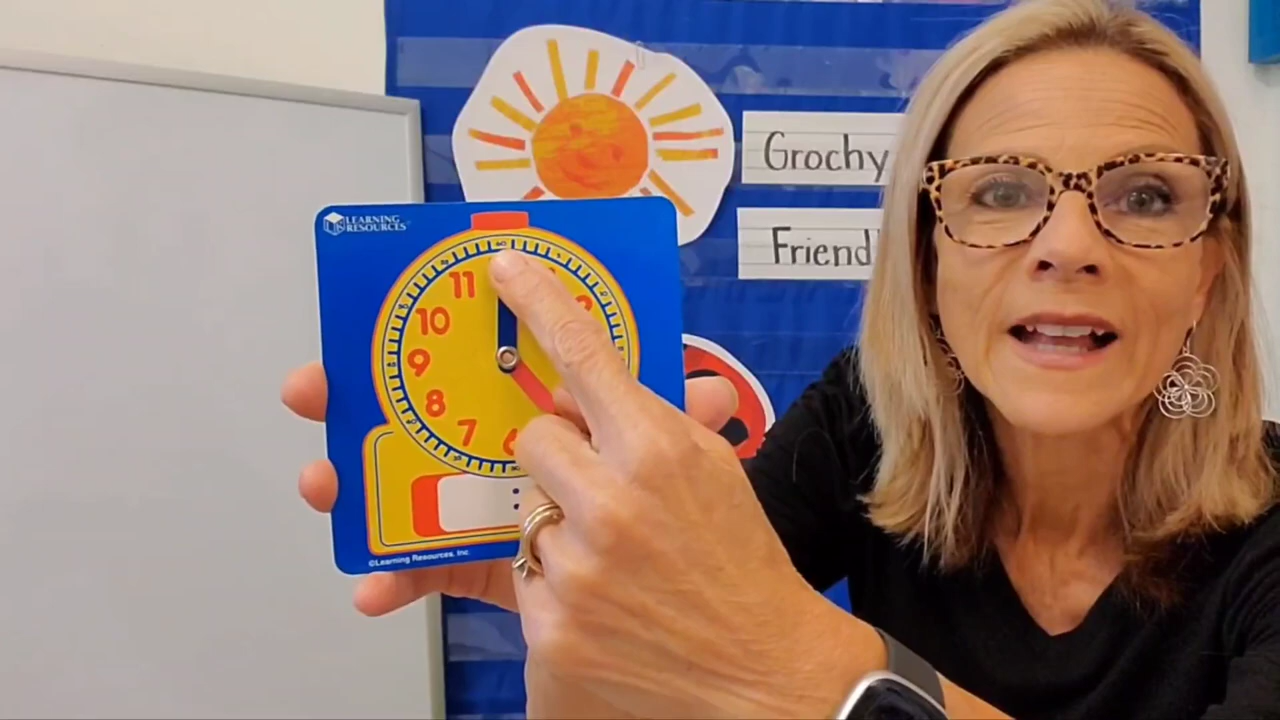 Grochy
Friend
LEARNING
RESOURCES
11
10
9
8
7
6
:
©Learning Resources, Inc.